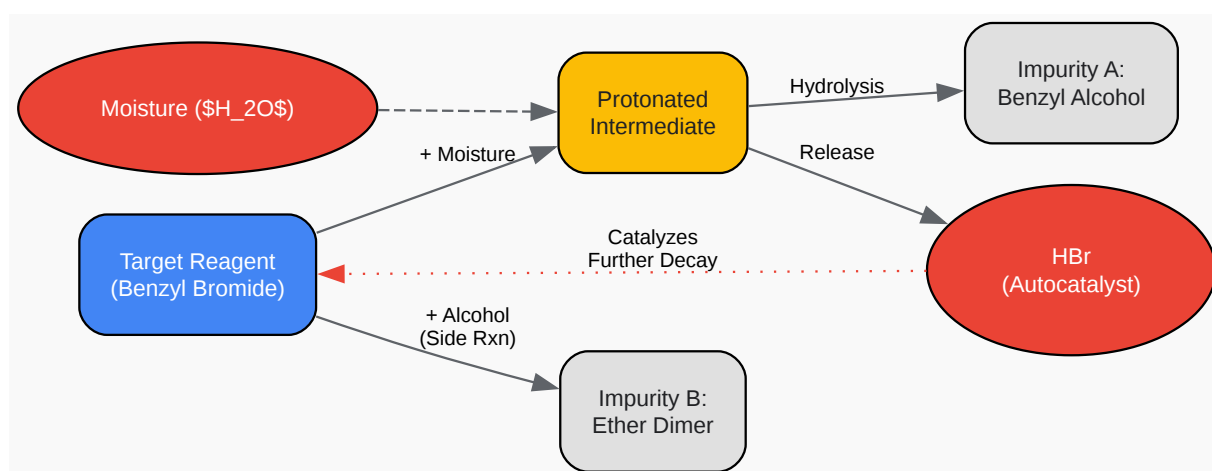 Moisture ($H_2O$)
Protonated
Intermediate
Hydrolysis
Impurity A:
Benzyl Alcohol
+ Moisture
Release
Target Reagent
(Benzyl Bromide)
Catalyzes
Further Decay
HBr
(Autocatalyst)
+ Alcohol
(Side Rxn)
Impurity B:
Ether Dimer